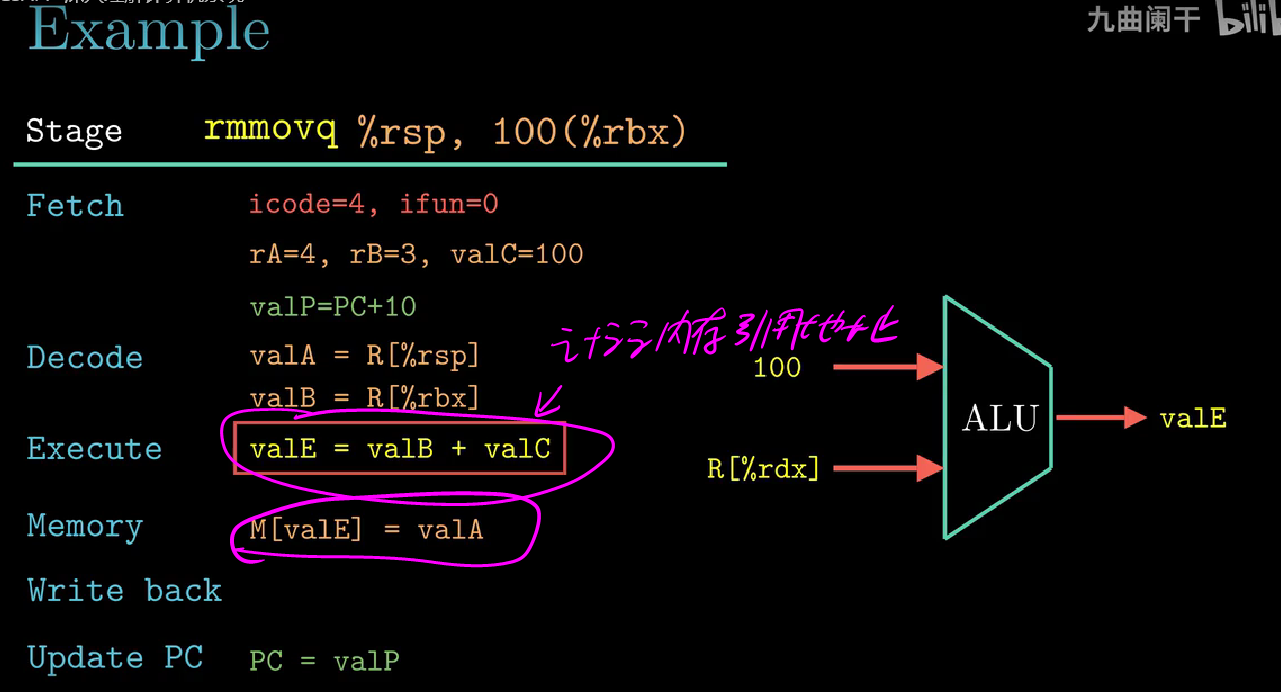 九曲阑干 bilib
Example
Stage rmmovq %rsp, 100(%rbx)
Fetch icode=4, ifun=0
rA=4, rB=3, valC=100
valP=PC+10
计算内存引用地址
Decode valA = R[%rsp]
100
valB = R[%rbx]
ALU valE
Execute valE = valB + valC
R[%rdx]
Memory M[valE] = valA
Write back
Update PC PC = valP